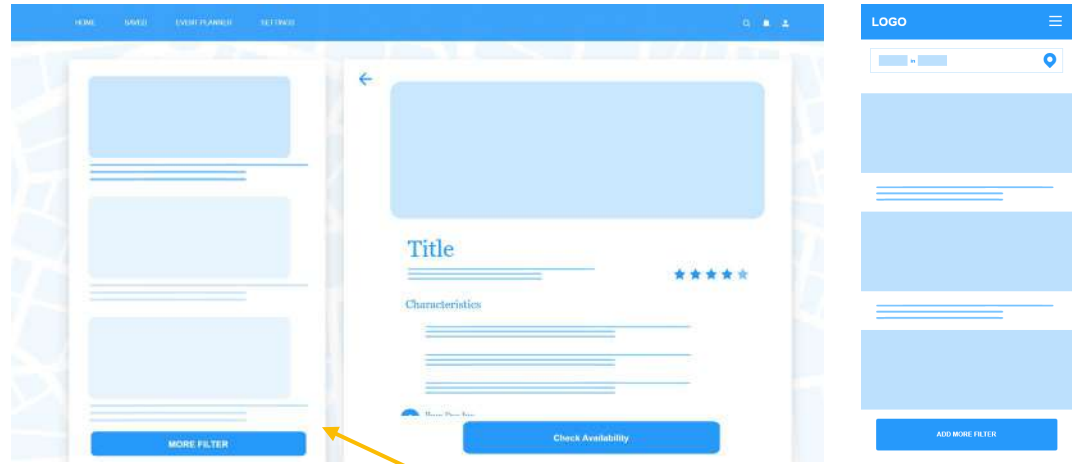 HOME SAVED EVENT PLANNER SETTINGS
Title
Characteristics
MORE FILTER
Check Availability
LOGO
ADD MORE FILTER